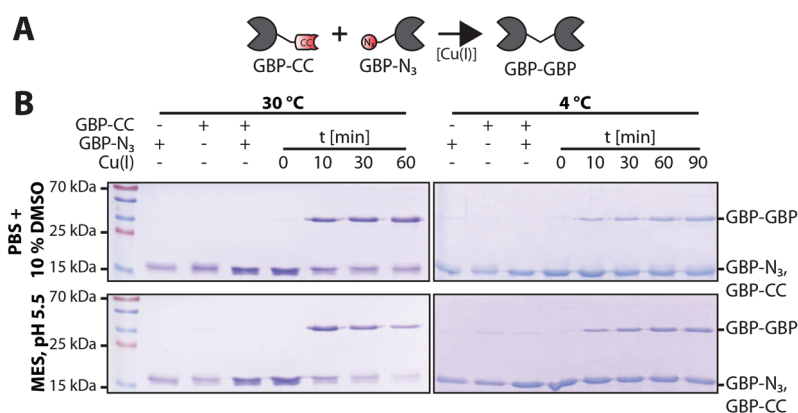 A
CC
+
N
[Cu(I)]
GBP-CC
GBP-N₃
GBP-GBP
B
30 °C
4 °C
GBP-CC - + + - + +
GBP-N₃ + - + t [min] + - + t [min]
Cu(I) - - - 0 10 30 60 - - - 0 10 30 60 90
PBS +
10 % DMSO
70 kDa
25 kDa
15 kDa
GBP-GBP
GBP-N₃,
GBP-CC
MES, pH 5.5
70 kDa
25 kDa
15 kDa
GBP-GBP
GBP-N₃,
GBP-CC